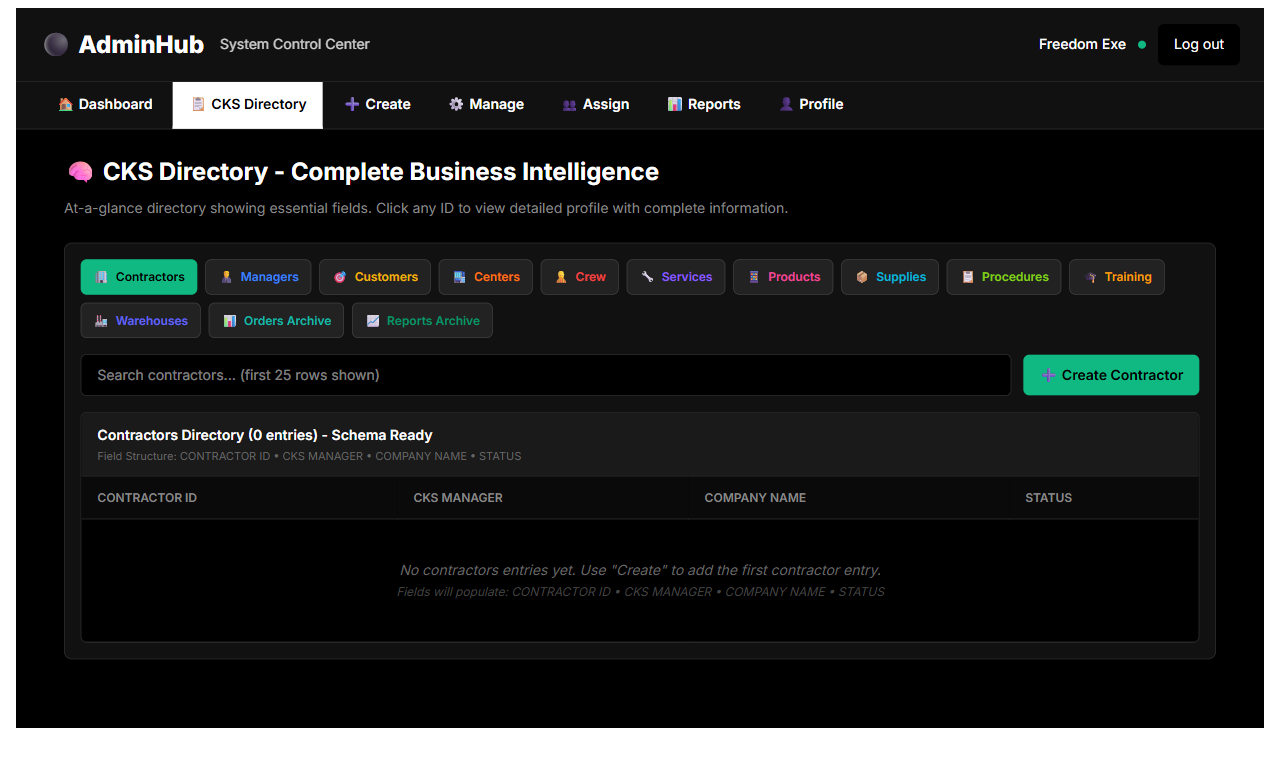 AdminHub System Control Center Freedom Exe Log out
Dashboard CKS Directory Create Manage Assign Reports Profile
CKS Directory - Complete Business Intelligence
At-a-glance directory showing essential fields. Click any ID to view detailed profile with complete information.
Contractors Managers Customers Centers Crew Services Products Supplies Procedures Training
Warehouses Orders Archive Reports Archive
Search contractors... (first 25 rows shown) Create Contractor
Contractors Directory (0 entries) - Schema Ready
Field Structure: CONTRACTOR ID • CKS MANAGER • COMPANY NAME • STATUS
CONTRACTOR ID CKS MANAGER COMPANY NAME STATUS
No contractors entries yet. Use "Create" to add the first contractor entry.
Fields will populate: CONTRACTOR ID • CKS MANAGER • COMPANY NAME • STATUS